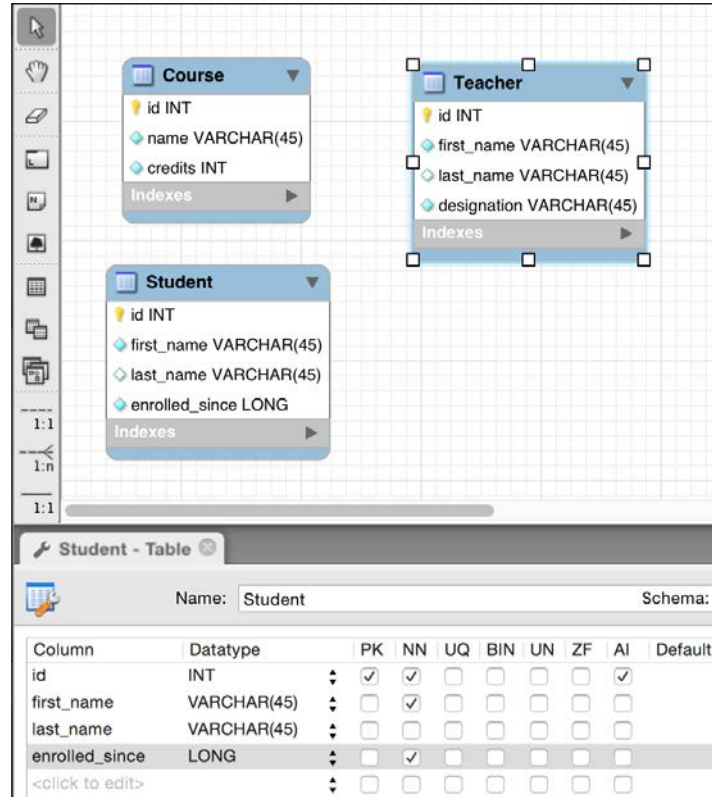 Course
id INT
name VARCHAR(45)
credits INT
Indexes
Teacher
id INT
first_name VARCHAR(45)
last_name VARCHAR(45)
designation VARCHAR(45)
Indexes
Student
id INT
first_name VARCHAR(45)
last_name VARCHAR(45)
enrolled_since LONG
Indexes
1:1
1:n
1:1
Student - Table
Name: Student Schema:
Column Datatype PK NN UQ BIN UN ZF AI Default
id INT
first_name VARCHAR(45)
last_name VARCHAR(45)
enrolled_since LONG
<click to edit>